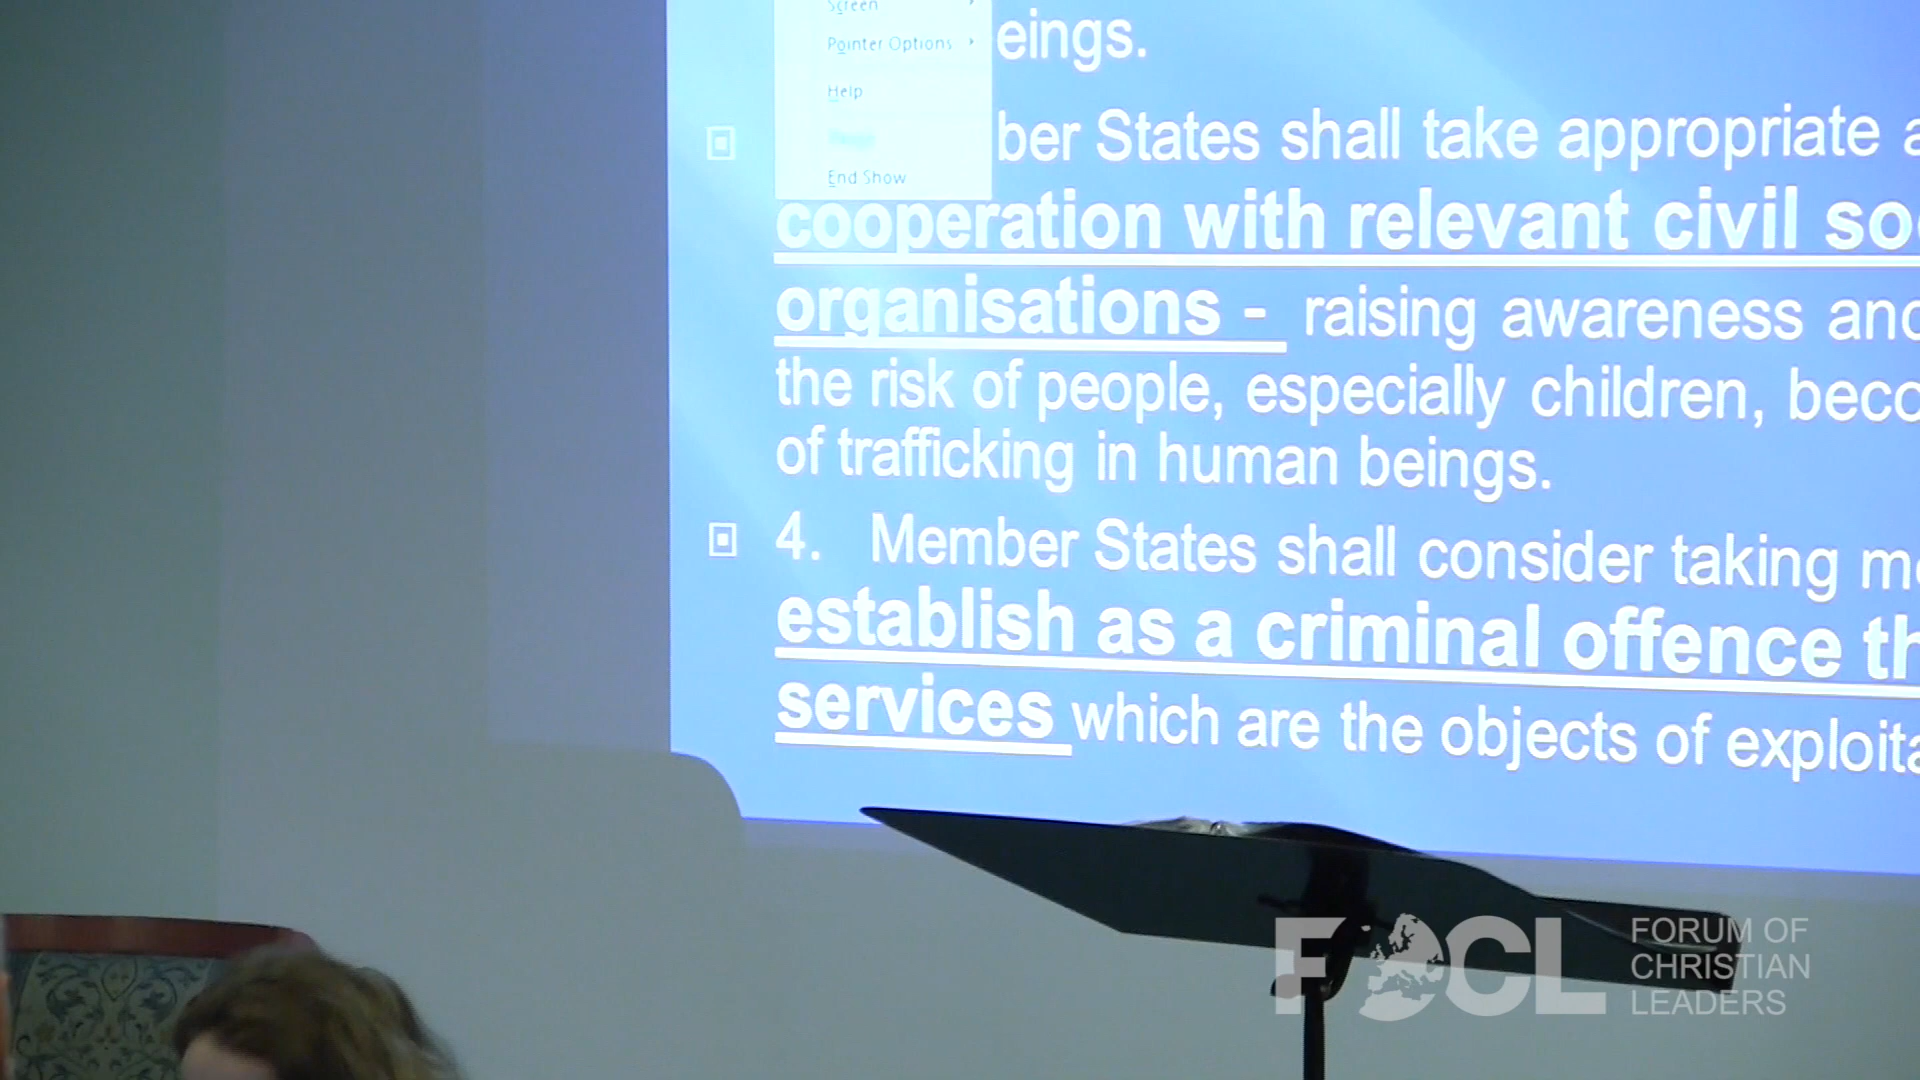 Screen
Pointer Options
Help
End Show
eings.
ber States shall take appropriate a
cooperation with relevant civil so
organisations - raising awareness and
the risk of people, especially children, beco
of trafficking in human beings.
4. Member States shall consider taking me
establish as a criminal offence th
services which are the objects of exploita
FOCL
FORUM OF
CHRISTIAN
LEADERS